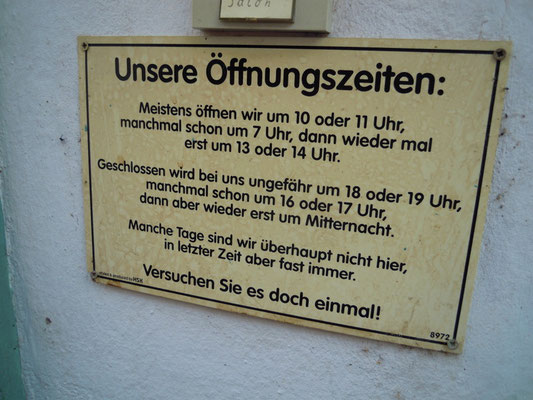 Salon
Unsere Öffnungszeiten:
Meistens öffnen wir um 10 oder 11 Uhr,
manchmal schon um 7 Uhr, dann wieder mal
erst um 13 oder 14 Uhr.
Geschlossen wird bei uns ungefähr um 18 oder 19 Uhr,
manchmal schon um 16 oder 17 Uhr,
dann aber wieder erst um Mitternacht.
Manche Tage sind wir überhaupt nicht hier,
in letzter Zeit aber fast immer.
Versuchen Sie es doch einmal!
8972